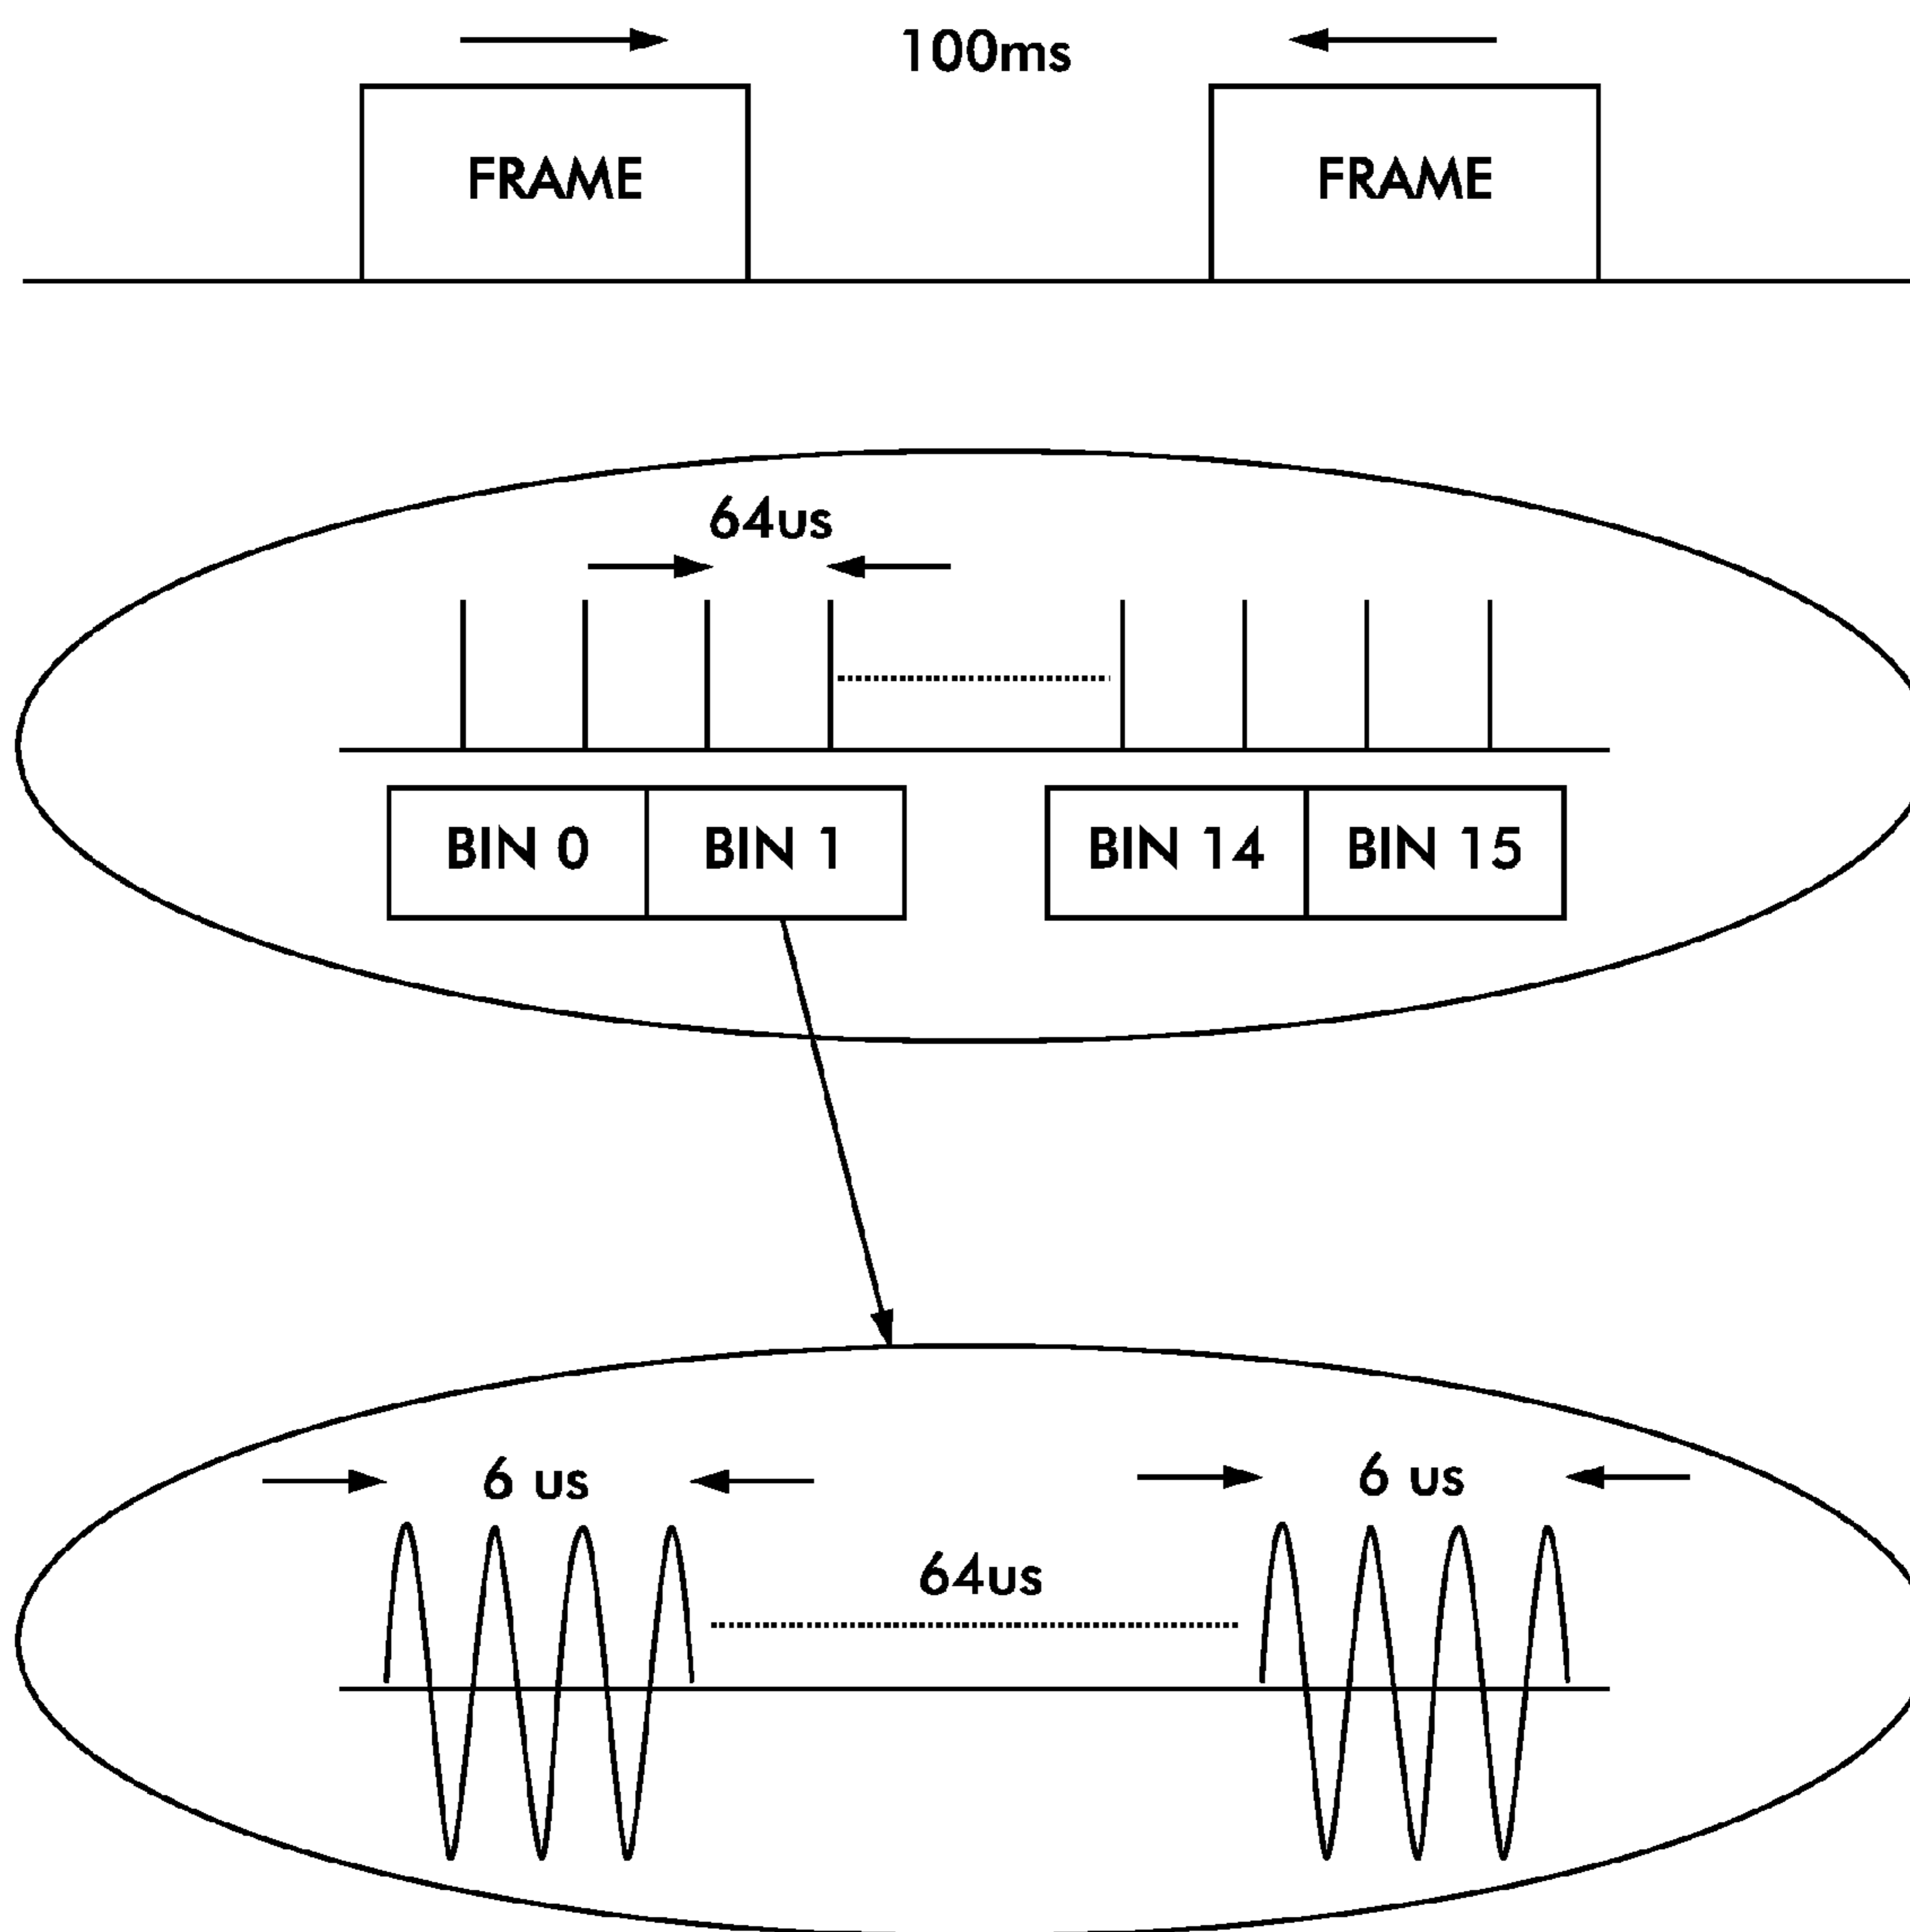 100ms
FRAME FRAME
64us
BIN 0 BIN 1 BIN 14 BIN 15
6 us 6 us
64us